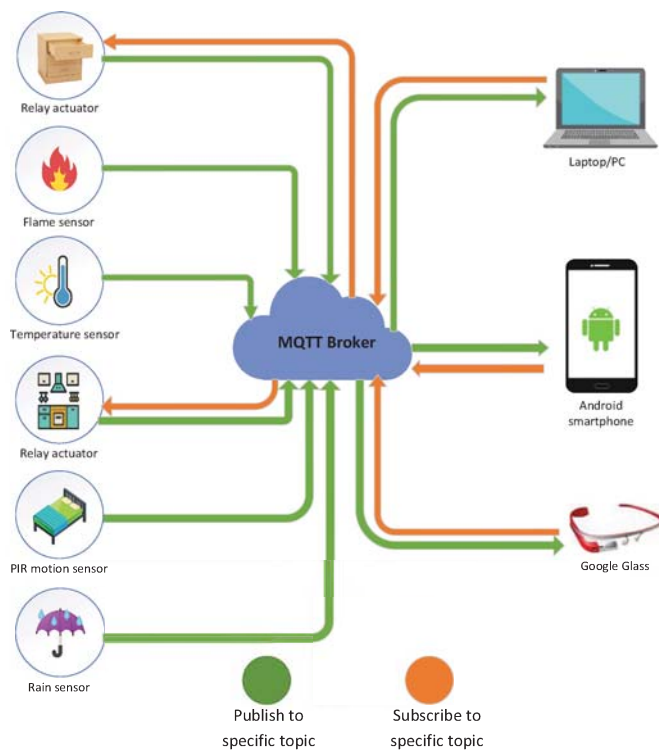 Relay actuator
Flame sensor
Temperature sensor
Relay actuator
PIR motion sensor
Rain sensor
MQTT Broker
Laptop/PC
Android
smartphone
Google Glass
Publish to
specific topic
Subscribe to
specific topic